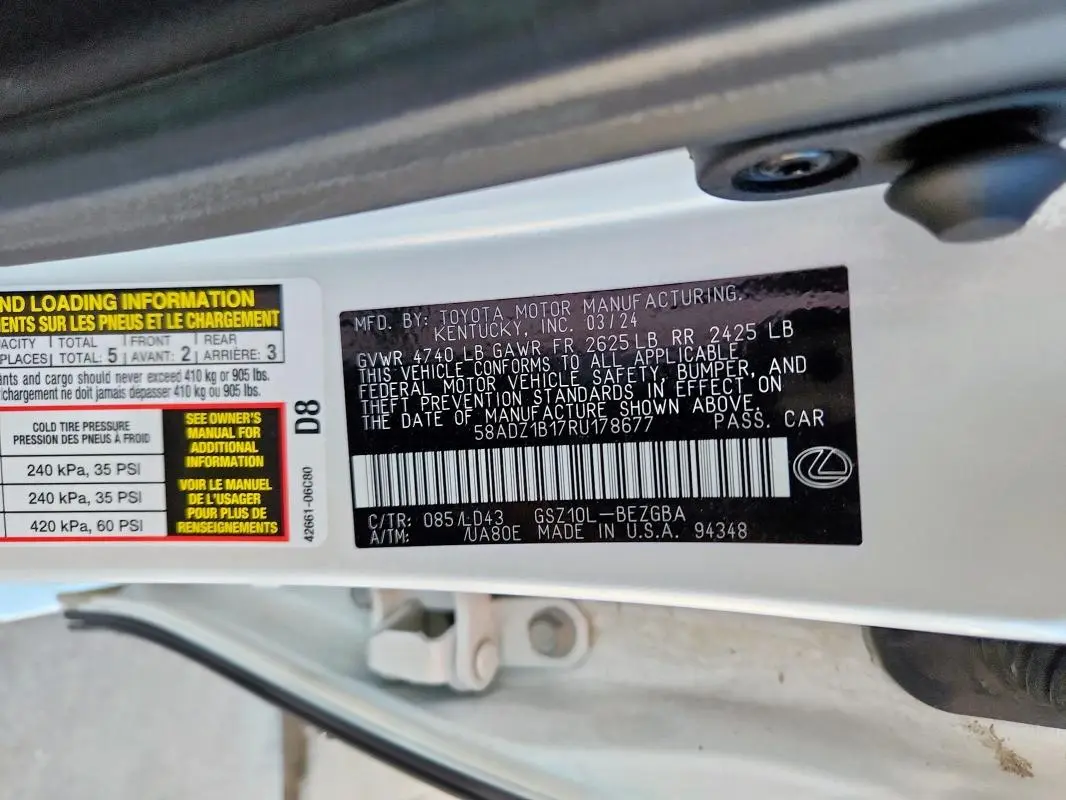 ND LOADING INFORMATION
ENTS SUR LES PNEUS ET LE CHARGEMENT
ACITY TOTAL FRONT REAR
PLACES TOTAL: 5 AVANT: 2 ARRIÈRE: 3
nts and cargo should never exceed 410 kg or 905 lbs.
chargement ne doit jamais dépasser 410 kg ou 905 lbs.
COLD TIRE PRESSURE
PRESSION DES PNEUS À FROID
240 kPa, 35 PSI
240 kPa, 35 PSI
420 kPa, 60 PSI
SEE OWNER'S
MANUAL FOR
ADDITIONAL
INFORMATION
VOIR LE MANUEL
DE L'USAGER
POUR PLUS DE
RENSEIGNEMENTS
D8
42661-06C80
MFD. BY: TOYOTA MOTOR MANUFACTURING,
KENTUCKY, INC. 03/24
GVWR 4740 LB GAWR FR 2625 LB RR 2425 LB
THIS VEHICLE CONFORMS TO ALL APPLICABLE
FEDERAL MOTOR VEHICLE SAFETY, BUMPER, AND
THEFT PREVENTION STANDARDS IN EFFECT ON
THE DATE OF MANUFACTURE SHOWN ABOVE.
58ADZ1B17RU178677 PASS. CAR
C/TR: 085/LD43 GSZ10L-BEZGBA
A/TM: /UA80E MADE IN U.S.A. 94348